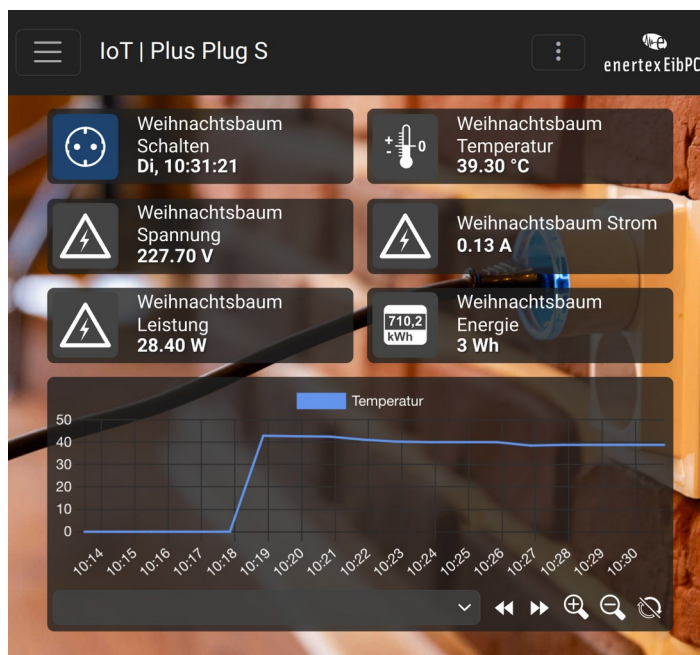 IoT | Plus Plug S
enertex EibPC
Weihnachtsbaum
Schalten
Di, 10:31:21
Weihnachtsbaum
Temperatur
39.30 °C
Weihnachtsbaum
Spannung
227.70 V
Weihnachtsbaum Strom
0.13 A
Weihnachtsbaum
Leistung
28.40 W
710,2
kWh
Weihnachtsbaum
Energie
3 Wh
Temperatur
50
40
30
20
10
0
10:14 10:15 10:16 10:17 10:18 10:19 10:20 10:21 10:22 10:23 10:24 10:25 10:26 10:27 10:28 10:29 10:30